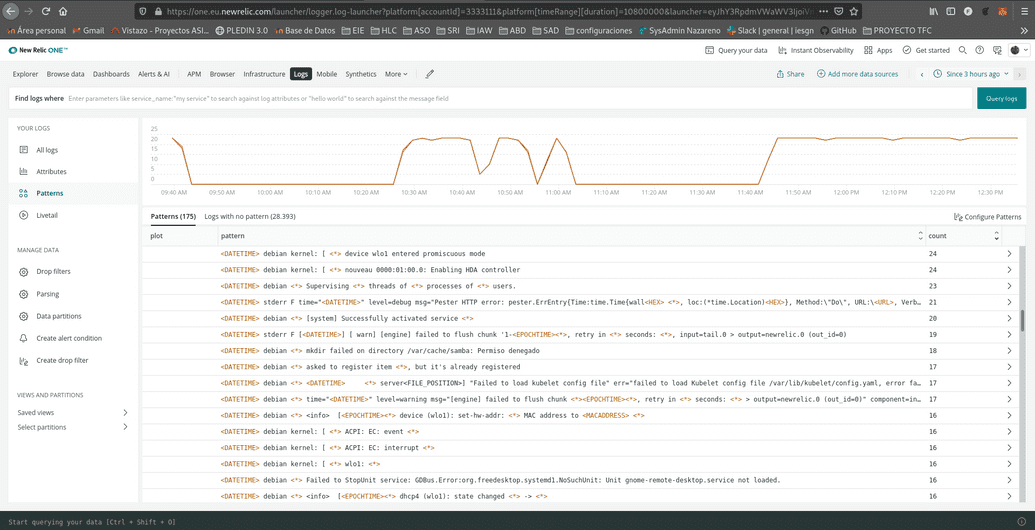 https://one.eu.newrelic.com/launcher/logger.log-launcher?platform[accountId]=3333111&platform[timeRange][duration]=10800000&launcher=eyJhY3RpdmVWaWV3Ijoi
Área personal Gmail Vistazo - Proyectos ASI... PLEDIN 3.0 Base de Datos EIE HLC ASO SRI IAW ABD SAD configuraciones SysAdmin Nazareno Slack | general | iesgn GitHub PROYECTO TFC
New Relic ONE™ Query your data Instant Observability Apps Get started
Explorer Browse data Dashboards Alerts & AI APM Browser Infrastructure Logs Mobile Synthetics More Share Add more data sources Since 3 hours ago
Find logs where Enter parameters like service_name:"my service" to search against log attributes or "hello world" to search against the message field Query logs
YOUR LOGS
All logs
Attributes
Patterns
Livetail
MANAGE DATA
Drop filters
Parsing
Data partitions
Create alert condition
Create drop filter
VIEWS AND PARTITIONS
Saved views
Select partitions
25
20
15
10
5
0
09:40 AM 09:50 AM 10:00 AM 10:10 AM 10:20 AM 10:30 AM 10:40 AM 10:50 AM 11:00 AM 11:10 AM 11:20 AM 11:30 AM 11:40 AM 11:50 AM 12:00 PM 12:10 PM 12:20 PM 12:30 PM
Patterns (175) Logs with no pattern (28.393) Configure Patterns
plot pattern count
<DATETIME> debian kernel: [ <*> device wlo1 entered promiscuous mode 24
<DATETIME> debian kernel: [ <*> nouveau 0000:01:00.0: Enabling HDA controller 24
<DATETIME> debian <*> Supervising <*> threads of <*> processes of <*> users. 23
<DATETIME> stderr F time="<DATETIME>" level=debug msg="Pester HTTP error: pester.ErrEntry{Time:time.Time{wall<HEX> <*>, loc:(*time.Location)<HEX>}, Method:\"Do\", URL:\<URL>, Verb... 21
<DATETIME> debian <*> [system] Successfully activated service <*> 20
<DATETIME> stderr F [<DATETIME>] [ warn] [engine] failed to flush chunk '1-<EPOCHTIME><*>, retry in <*> seconds: <*>, input=tail.0 > output=newrelic.0 (out_id=0) 19
<DATETIME> debian <*> mkdir failed on directory /var/cache/samba: Permiso denegado 18
<DATETIME> debian <*> asked to register item <*>, but it's already registered 17
<DATETIME> debian <*> <DATETIME> <*> server<FILE_POSITION>] "Failed to load kubelet config file" err="failed to load Kubelet config file /var/lib/kubelet/config.yaml, error fa... 17
<DATETIME> debian <*> time="<DATETIME>" level=warning msg="[engine] failed to flush chunk <*><EPOCHTIME><*>, retry in <*> seconds: <*> > output=newrelic.0 (out_id=0)" component=in... 17
<DATETIME> debian <*> <info> [<EPOCHTIME><*> device (wlo1): set-hw-addr: <*> MAC address to <MACADDRESS> <*> 16
<DATETIME> debian kernel: [ <*> ACPI: EC: event <*> 16
<DATETIME> debian kernel: [ <*> ACPI: EC: interrupt <*> 16
<DATETIME> debian kernel: [ <*> wlo1: <*> 16
<DATETIME> debian <*> Failed to StopUnit service: GDBus.Error:org.freedesktop.systemd1.NoSuchUnit: Unit gnome-remote-desktop.service not loaded. 16
<DATETIME> debian <*> <info> [<EPOCHTIME><*> dhcp4 (wlo1): state changed <*> -> <*> 16
Start querying your data [Ctrl + Shift + O]